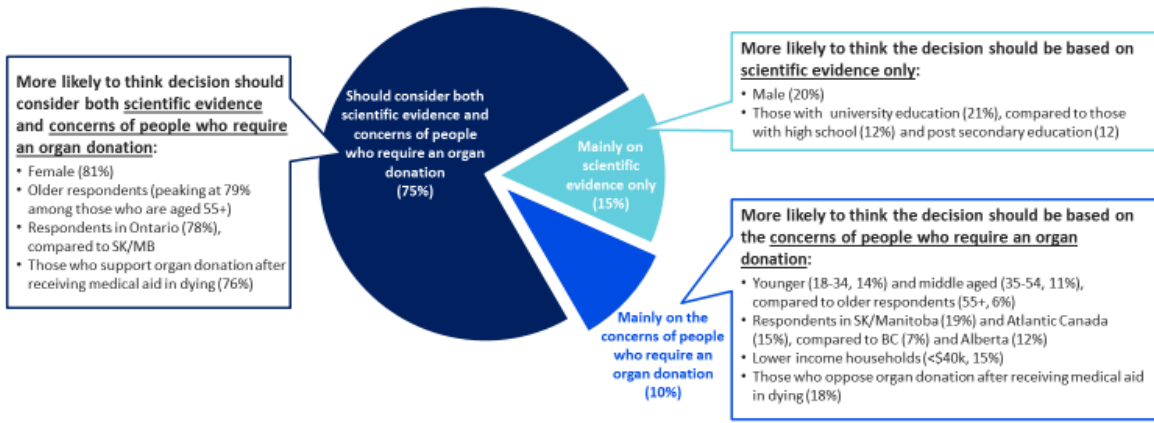 More likely to think decision should
consider both scientific evidence
and concerns of people who require
an organ donation:
• Female (81%)
• Older respondents (peaking at 79%
among those who are aged 55+)
• Respondents in Ontario (78%),
compared to SK/MB
• Those who support organ donation after
receiving medical aid in dying (76%)
Should consider both
scientific evidence and
concerns of people
who require an organ
donation
(75%)
Mainly on
scientific
evidence only
(15%)
Mainly on the
concerns of people
who require an
organ donation
(10%)
More likely to think the decision should be based on
scientific evidence only:
• Male (20%)
• Those with university education (21%), compared to those
with high school (12%) and post secondary education (12)
More likely to think the decision should be based on
the concerns of people who require an organ
donation:
• Younger (18-34, 14%) and middle aged (35-54, 11%),
compared to older respondents (55+, 6%)
• Respondents in SK/Manitoba (19%) and Atlantic Canada
(15%), compared to BC (7%) and Alberta (12%)
• Lower income households (<$40k, 15%)
• Those who oppose organ donation after receiving medical aid
in dying (18%)